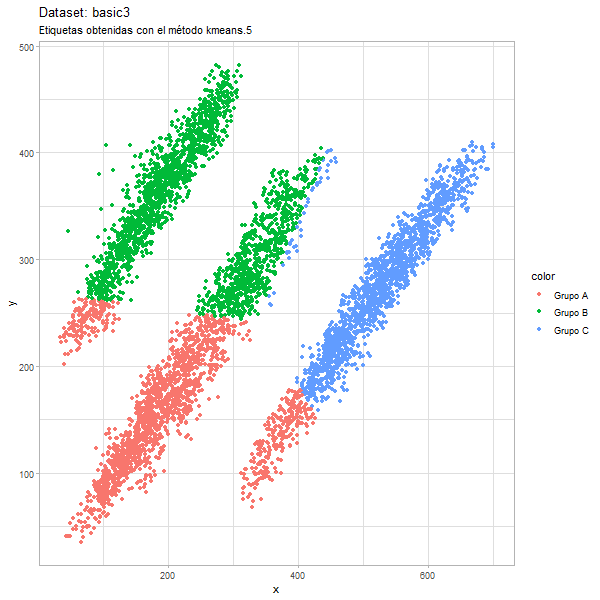 Dataset: basic3
Etiquetas obtenidas con el método kmeans.5
500
400
300
200
100
y
200
400
600
x
color
Grupo A
Grupo B
Grupo C